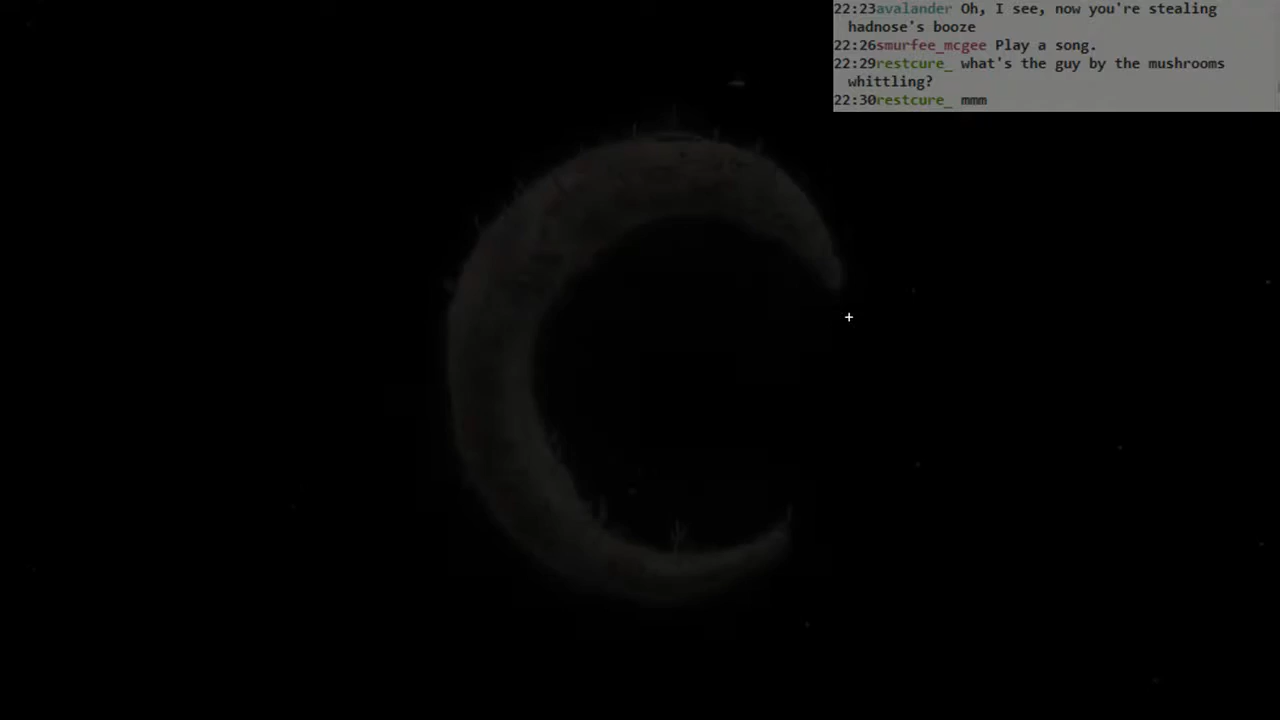 22:23avalander Oh, I see, now you're stealing
hadnose's booze
22:26smurfee_mcgee Play a song.
22:29restcure_ what's the guy by the mushrooms
whittling?
22:30restcure_ mmm